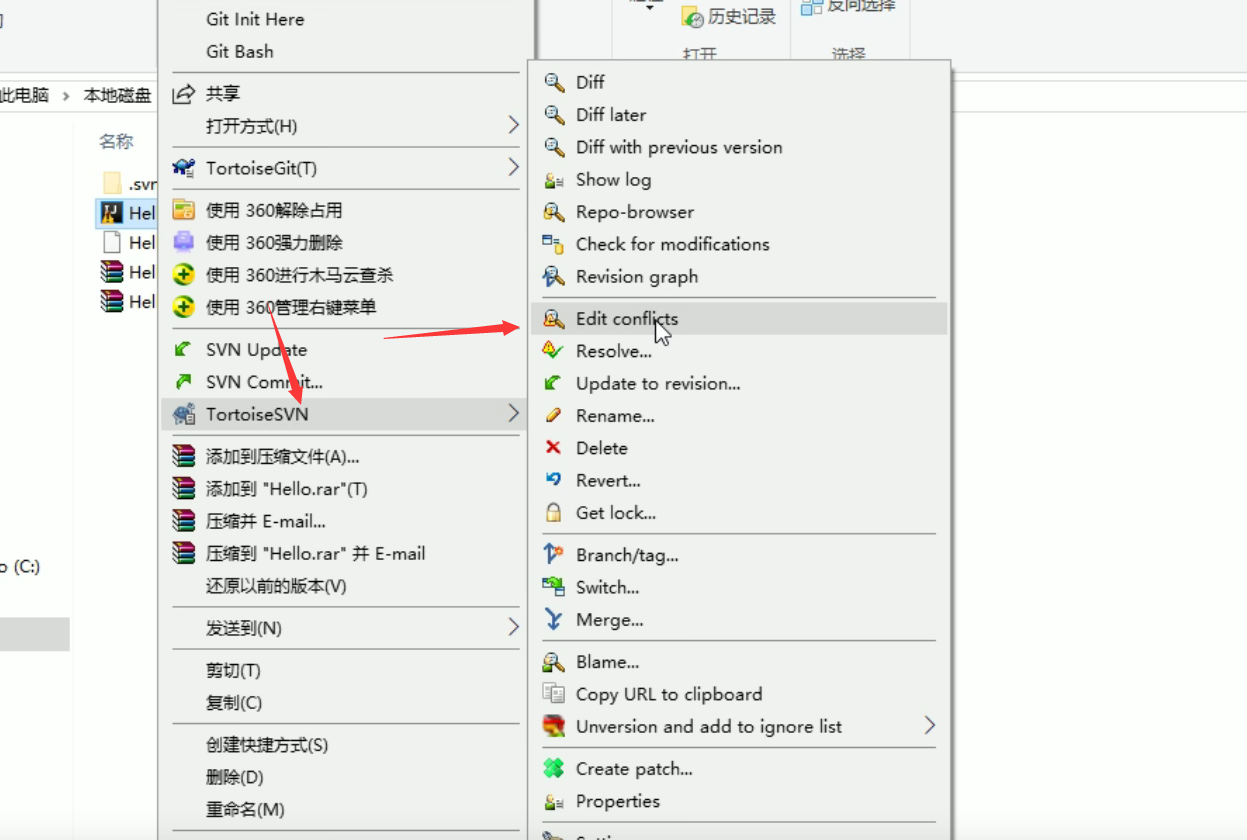 Git Init Here
Git Bash
共享
打开方式(H)
TortoiseGit(T)
使用 360解除占用
使用 360强力删除
使用 360进行木马云查杀
使用 360管理右键菜单
SVN Update
SVN Commit...
TortoiseSVN
添加到压缩文件(A)...
添加到 "Hello.rar"(T)
压缩并 E-mail...
压缩到 "Hello.rar" 并 E-mail
还原以前的版本(V)
发送到(N)
剪切(T)
复制(C)
创建快捷方式(S)
删除(D)
重命名(M)
历史记录
打开
反向选择
选择
此电脑 › 本地磁盘
名称
.svn
Hel
Hel
Hel
Hel
o (C:)
Diff
Diff later
Diff with previous version
Show log
Repo-browser
Check for modifications
Revision graph
Edit conflicts
Resolve...
Update to revision...
Rename...
Delete
Revert...
Get lock...
Branch/tag...
Switch...
Merge...
Blame...
Copy URL to clipboard
Unversion and add to ignore list
Create patch...
Properties